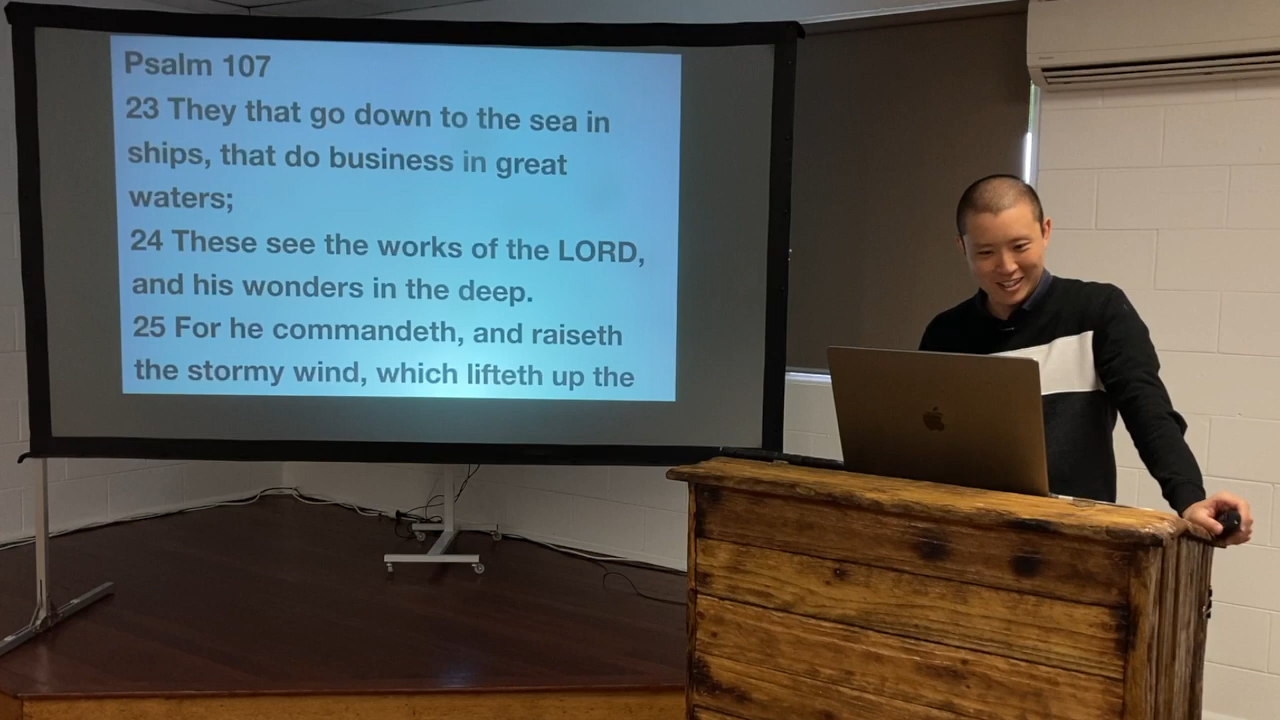 Psalm 107
23 They that go down to the sea in
ships, that do business in great
waters;
24 These see the works of the LORD,
and his wonders in the deep.
25 For he commandeth, and raiseth
the stormy wind, which lifteth up the